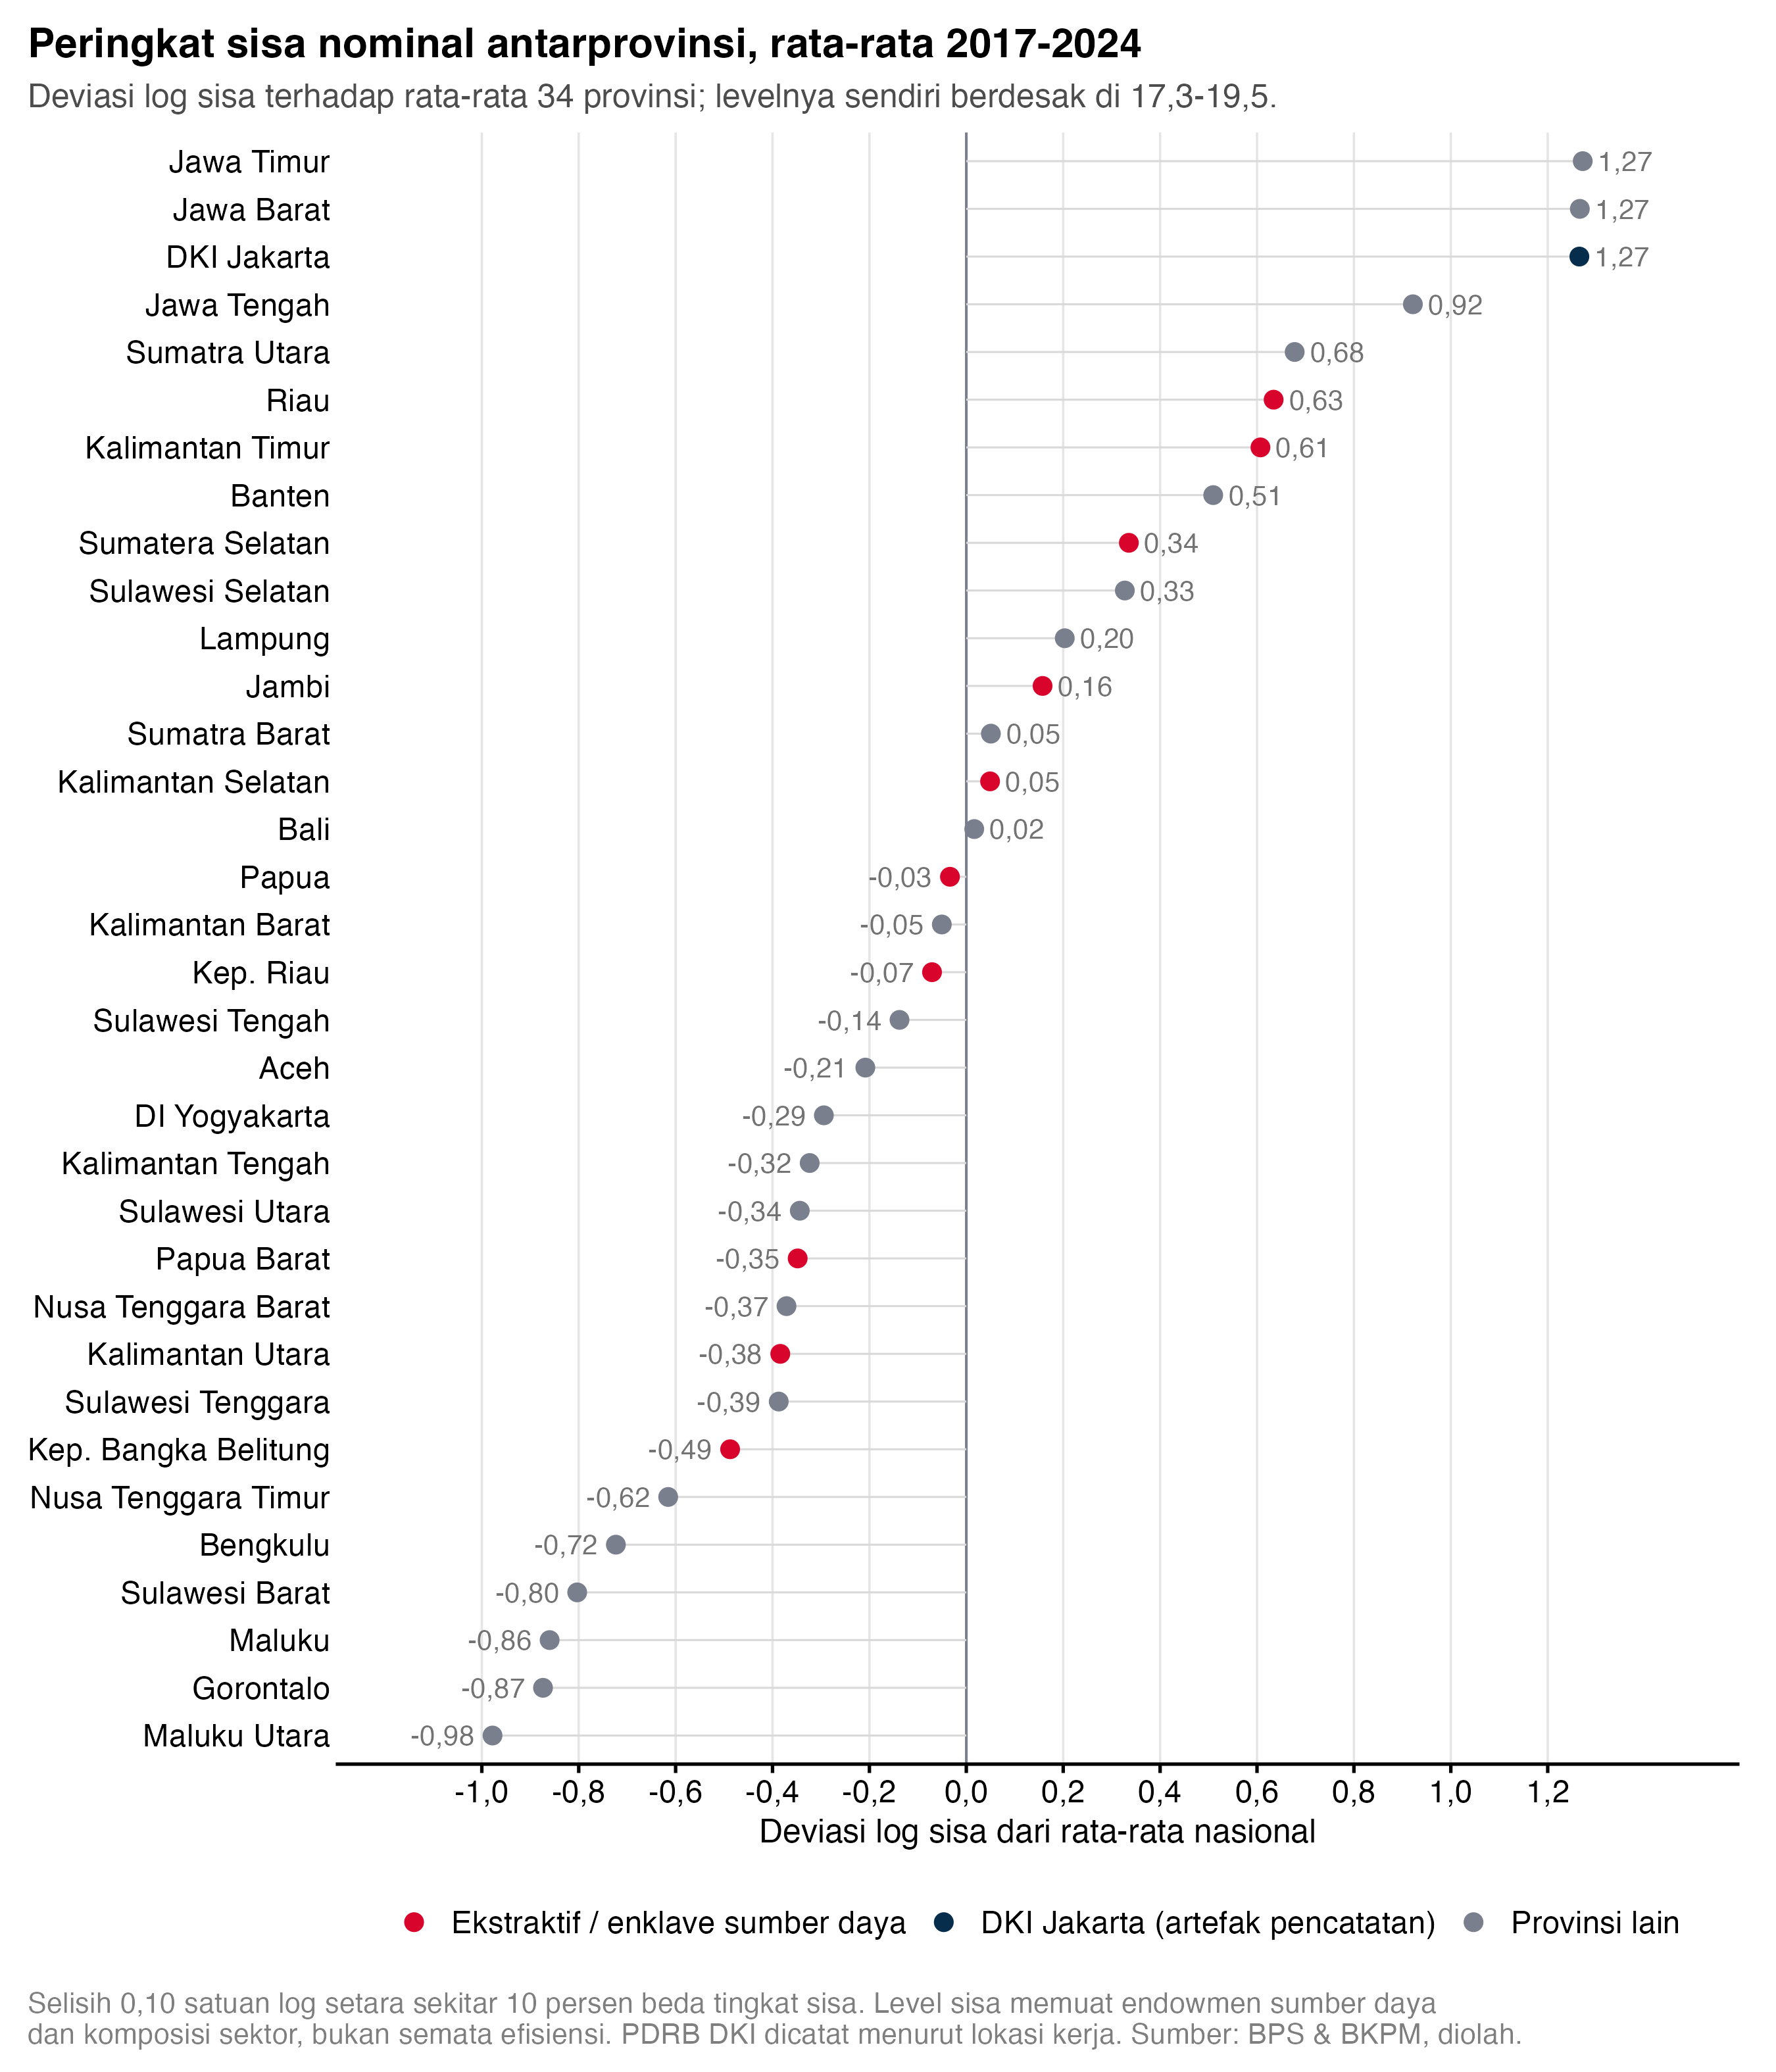 Peringkat sisa nominal antarprovinsi, rata-rata 2017-2024
Deviasi log sisa terhadap rata-rata 34 provinsi; levelnya sendiri berdesak di 17,3-19,5.
Jawa Timur 1,27
Jawa Barat 1,27
DKI Jakarta 1,27
Jawa Tengah 0,92
Sumatra Utara 0,68
Riau 0,63
Kalimantan Timur 0,61
Banten 0,51
Sumatera Selatan 0,34
Sulawesi Selatan 0,33
Lampung 0,20
Jambi 0,16
Sumatra Barat 0,05
Kalimantan Selatan 0,05
Bali 0,02
Papua -0,03
Kalimantan Barat -0,05
Kep. Riau -0,07
Sulawesi Tengah -0,14
Aceh -0,21
DI Yogyakarta -0,29
Kalimantan Tengah -0,32
Sulawesi Utara -0,34
Papua Barat -0,35
Nusa Tenggara Barat -0,37
Kalimantan Utara -0,38
Sulawesi Tenggara -0,39
Kep. Bangka Belitung -0,49
Nusa Tenggara Timur -0,62
Bengkulu -0,72
Sulawesi Barat -0,80
Maluku -0,86
Gorontalo -0,87
Maluku Utara -0,98
-1,0 -0,8 -0,6 -0,4 -0,2 0,0 0,2 0,4 0,6 0,8 1,0 1,2
Deviasi log sisa dari rata-rata nasional
Ekstraktif / enklave sumber daya DKI Jakarta (artefak pencatatan) Provinsi lain
Selisih 0,10 satuan log setara sekitar 10 persen beda tingkat sisa. Level sisa memuat endowmen sumber daya
dan komposisi sektor, bukan semata efisiensi. PDRB DKI dicatat menurut lokasi kerja. Sumber: BPS & BKPM, diolah.